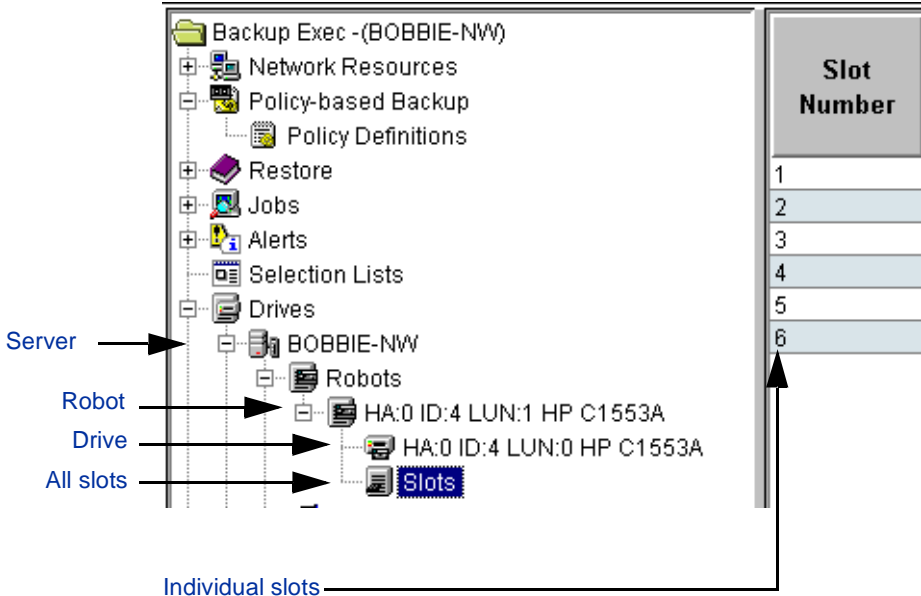 Backup Exec -(BOBBIE-NW)
Network Resources
Policy-based Backup
Policy Definitions
Restore
Jobs
Alerts
Selection Lists
Drives
BOBBIE-NW
Robots
HA:0 ID:4 LUN:1 HP C1553A
HA:0 ID:4 LUN:0 HP C1553A
Slots
Slot
Number
1
2
3
4
5
6
Server
Robot
Drive
All slots
Individual slots